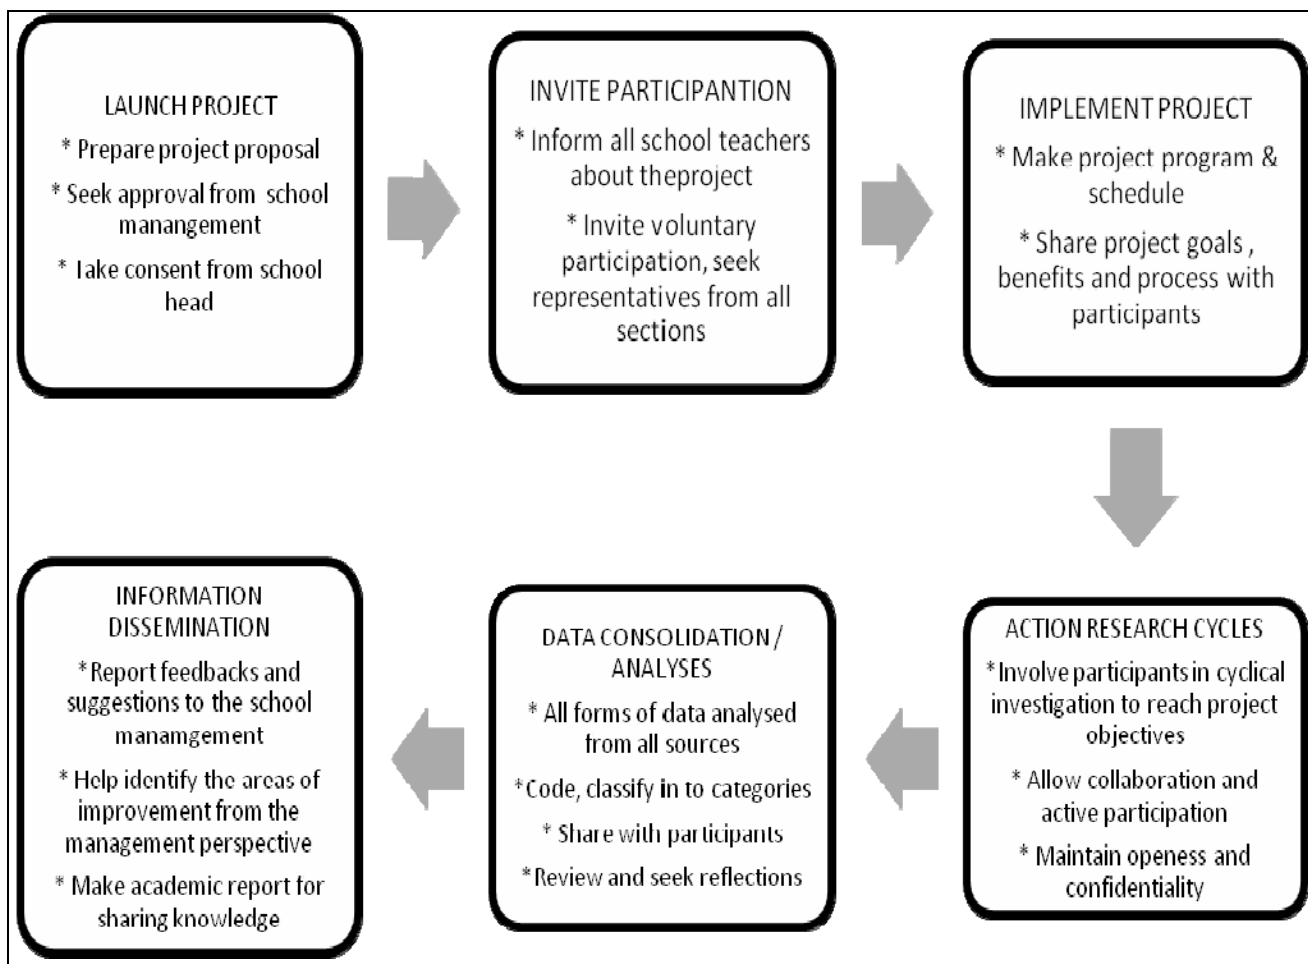 LAUNCH PROJECT
* Prepare project proposal
* Seek approval from school
manangement
* Take consent from school
head
INVITE PARTICIPANTION
* Inform all school teachers
about theproject
* Invite voluntary
participation, seek
representatives from all
sections
IMPLEMENT PROJECT
* Make project program &
schedule
* Share project goals ,
benefits and process with
participants
ACTION RESEARCH CYCLES
*Involve participants in cyclical
investigation to reach project
objectives
* Allow collaboration and
active participation
* Maintain openess and
confidentiality
DATA CONSOLIDATION /
ANALYSES
* All forms of data analysed
from all sources
*Code, classify in to categories
* Share with participants
*Review and seek reflections
INFORMATION
DISSEMINATION
*Report feedbacks and
suggestions to the school
manamgement
* Help identify the areas of
improvement from the
management perspective
* Make academic report for
sharing knowledge